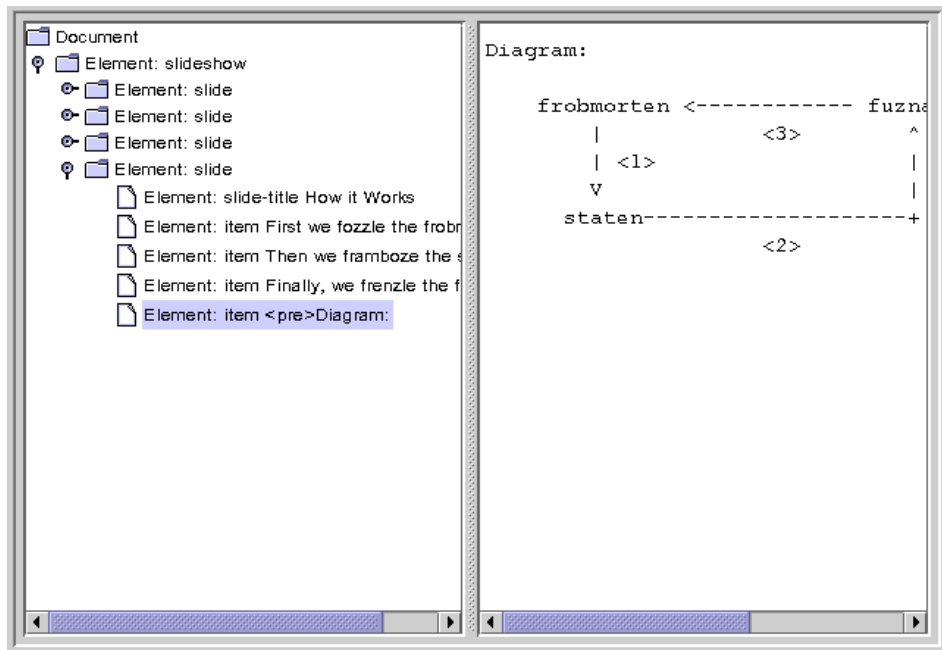 Document
Element: slideshow
Element: slide
Element: slide
Element: slide
Element: slide
Element: slide-title How it Works
Element: item First we fozzle the frobr
Element: item Then we framboze the s
Element: item Finally, we frenzle the f
Element: item <pre>Diagram:
Diagram:
frobmorten <------------ fuzna
| <3> ^
| <1> |
V |
staten--------------------+
<2>